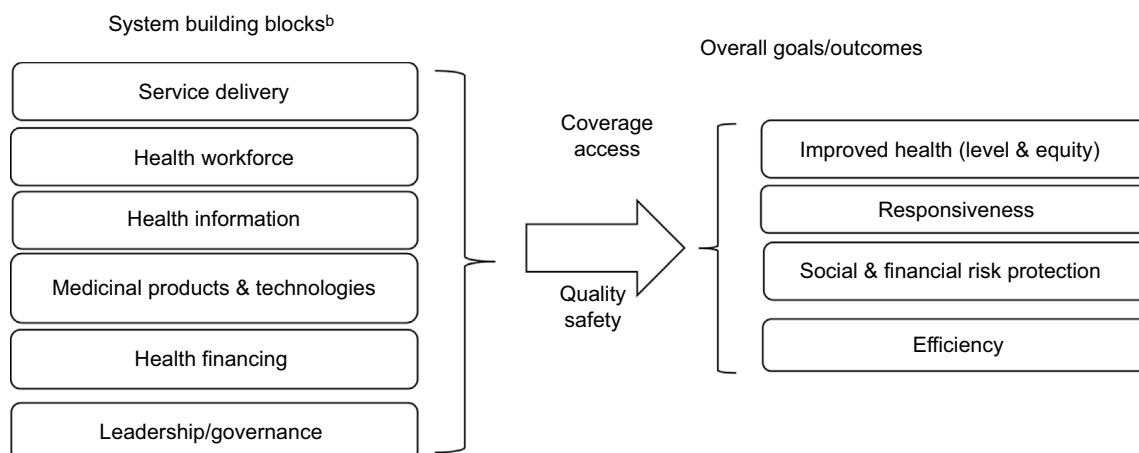 System building blocksᵇ
Service delivery
Health workforce
Health information
Medicinal products & technologies
Health financing
Leadership/governance
Coverage
access
Quality
safety
Overall goals/outcomes
Improved health (level & equity)
Responsiveness
Social & financial risk protection
Efficiency